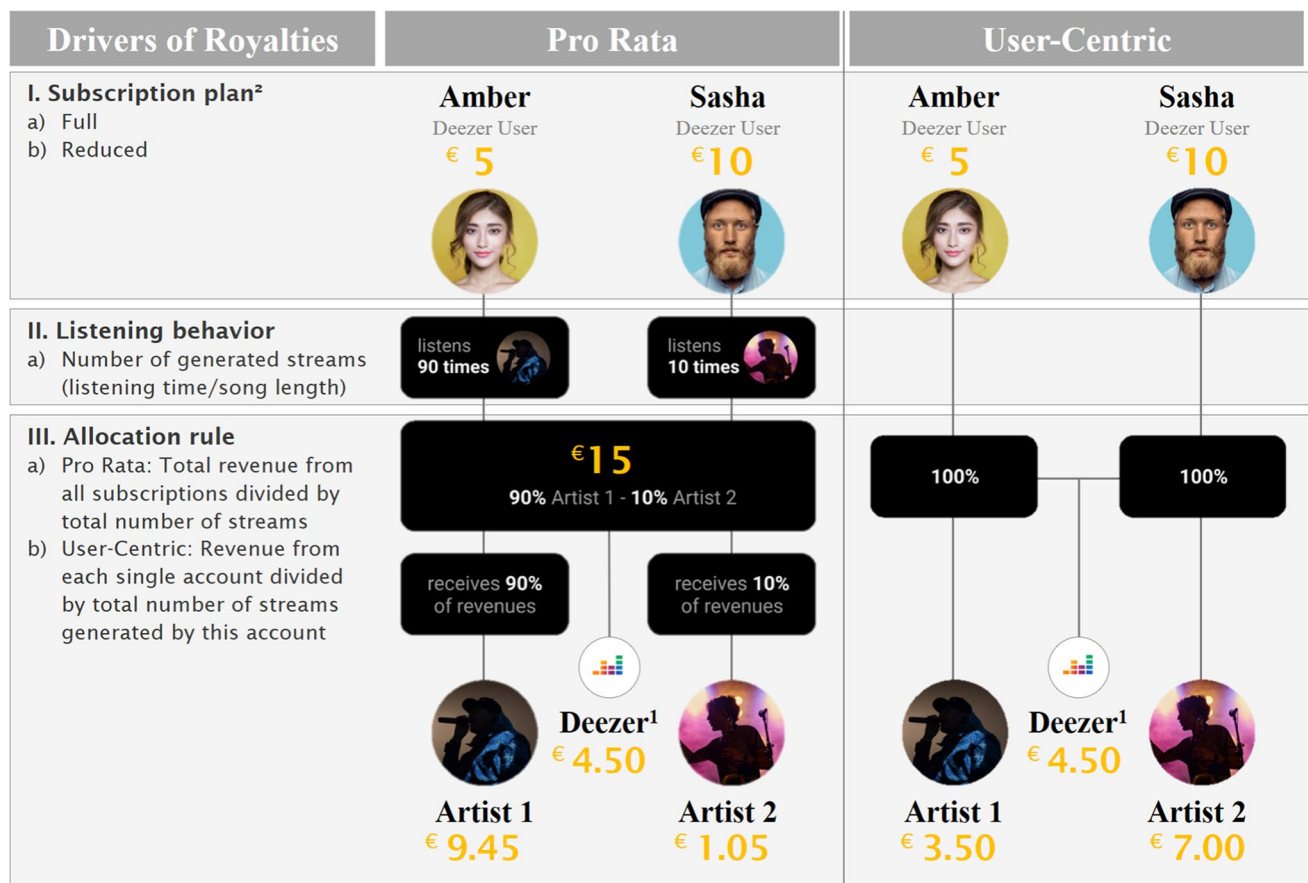 Drivers of Royalties
Pro Rata
User-Centric
I. Subscription plan²
a) Full
b) Reduced
Amber
Deezer User
€ 5
Sasha
Deezer User
€10
Amber
Deezer User
€ 5
Sasha
Deezer User
€10
II. Listening behavior
a) Number of generated streams
(listening time/song length)
listens
90 times
listens
10 times
III. Allocation rule
a) Pro Rata: Total revenue from
all subscriptions divided by
total number of streams
b) User-Centric: Revenue from
each single account divided
by total number of streams
generated by this account
€15
90% Artist 1 - 10% Artist 2
receives 90%
of revenues
receives 10%
of revenues
Deezer¹
€ 4.50
Artist 1
€ 9.45
Artist 2
€ 1.05
100%
100%
Deezer¹
€ 4.50
Artist 1
€ 3.50
Artist 2
€ 7.00